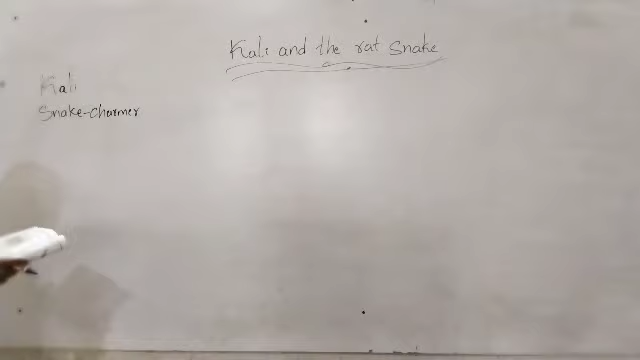 Kali and the rat snake
Kali
Snake-charmer